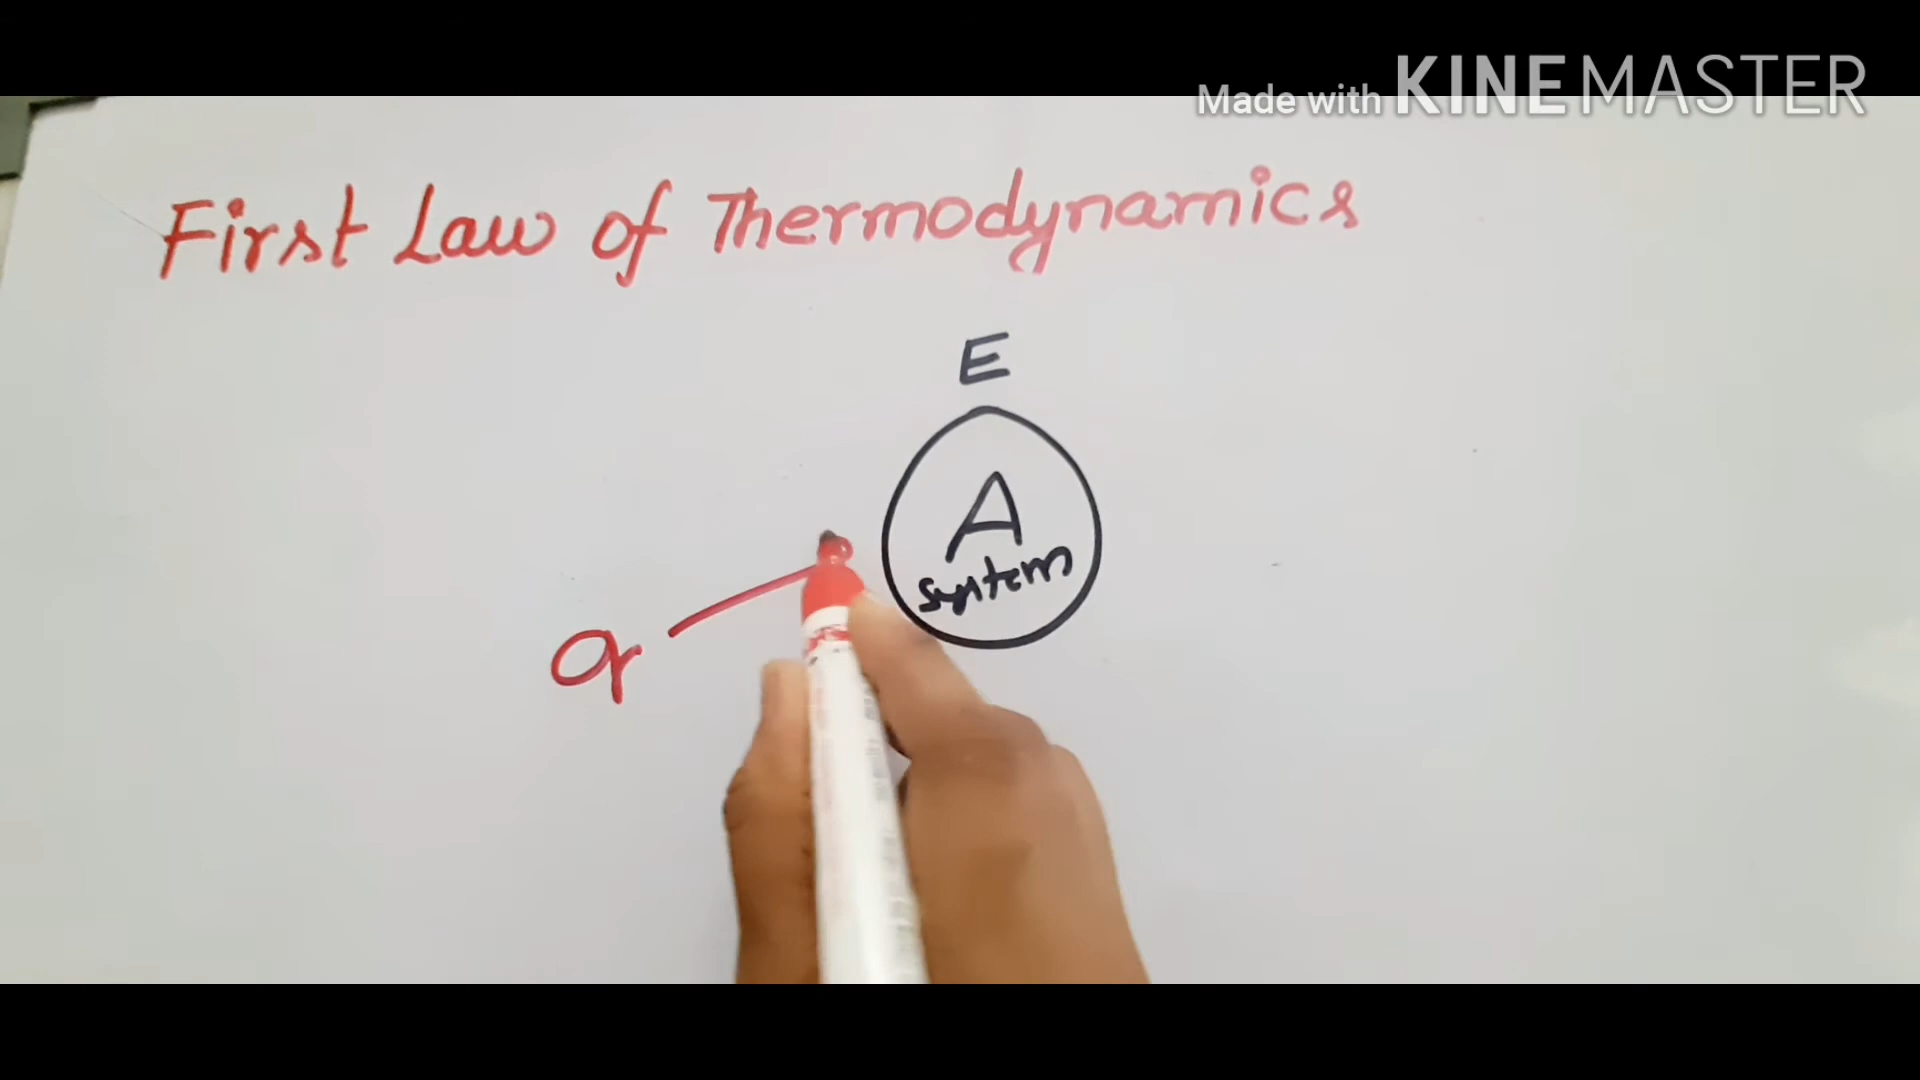 Made with KINEMASTER
First Law of Thermodynamics
E
A
System
q